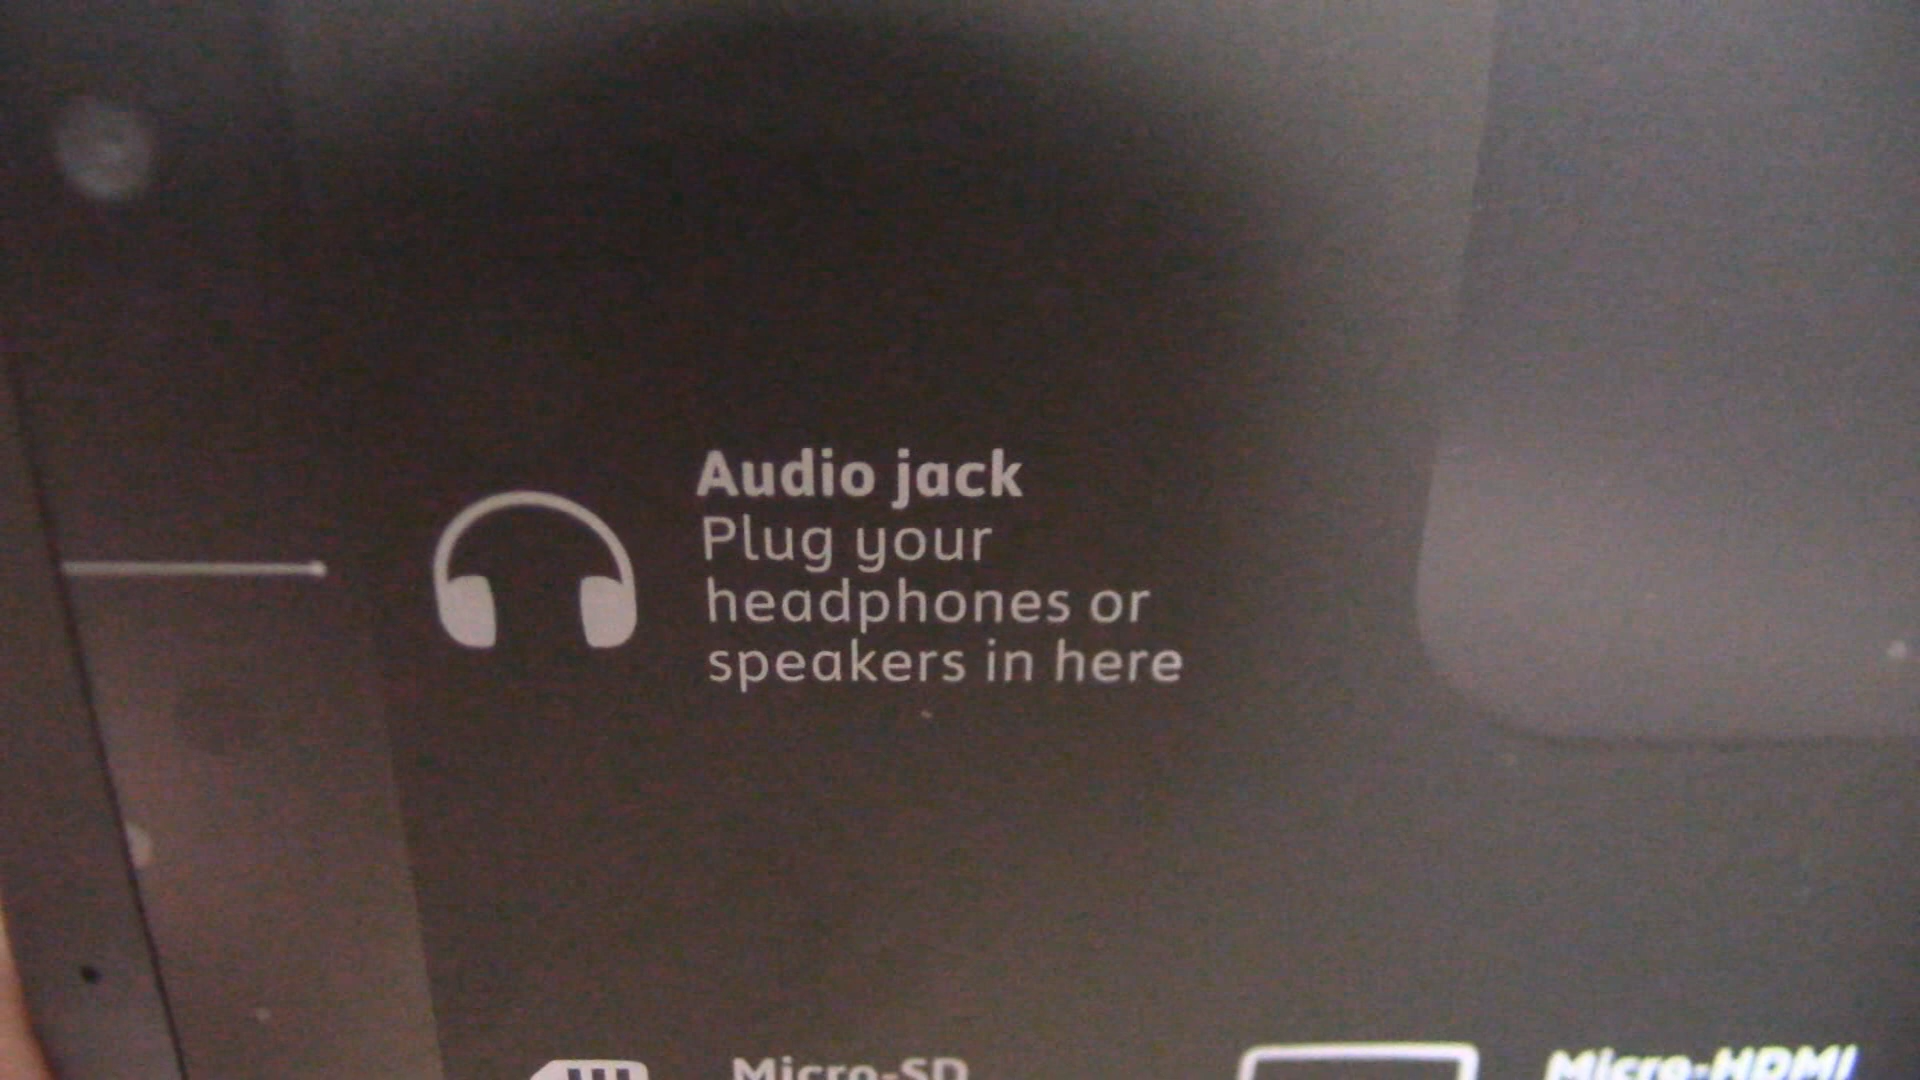 Audio jack
Plug your
headphones or
speakers in here
Micro-SD
Micro-HDMI